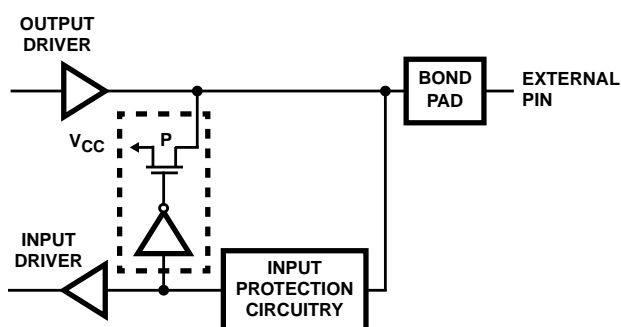 OUTPUT
DRIVER
BOND
PAD
EXTERNAL
PIN
VCC
P
INPUT
DRIVER
INPUT
PROTECTION
CIRCUITRY